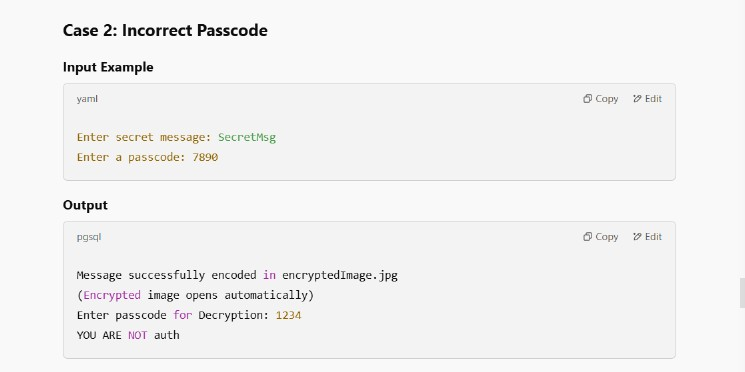 Case 2: Incorrect Passcode
Input Example
yaml Copy Edit
Enter secret message: SecretMsg
Enter a passcode: 7890
Output
pgsql Copy Edit
Message successfully encoded in encryptedImage.jpg
(Encrypted image opens automatically)
Enter passcode for Decryption: 1234
YOU ARE NOT auth